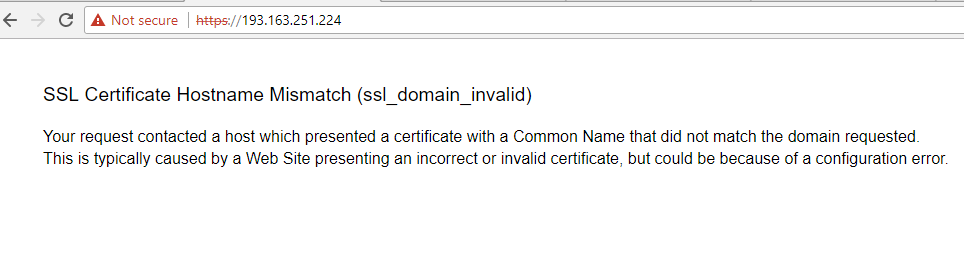 Not secure | https://193.163.251.224
SSL Certificate Hostname Mismatch (ssl_domain_invalid)
Your request contacted a host which presented a certificate with a Common Name that did not match the domain requested.
This is typically caused by a Web Site presenting an incorrect or invalid certificate, but could be because of a configuration error.